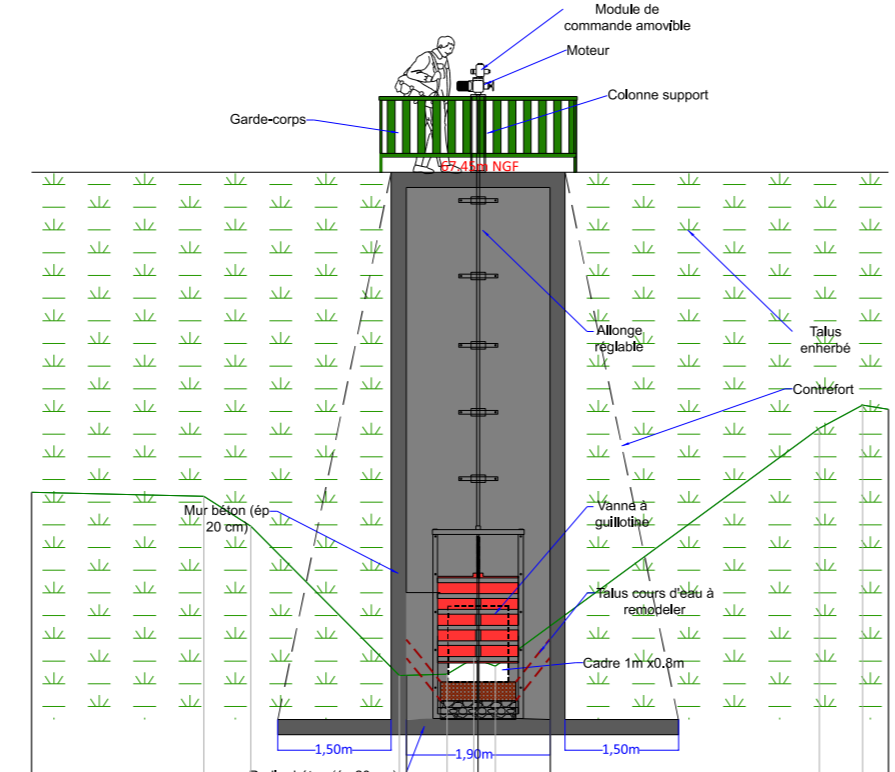 Module de
commande amovible
Moteur
Colonne support
Garde-corps
67.45m NGF
Allonge
réglable
Talus
enherbé
Contrefort
Mur béton (ép
20 cm)
Vanne à
guillotine
Talus cours d'eau à
remodeler
Cadre 1m x0.8m
1,50m
1,90m
1,50m